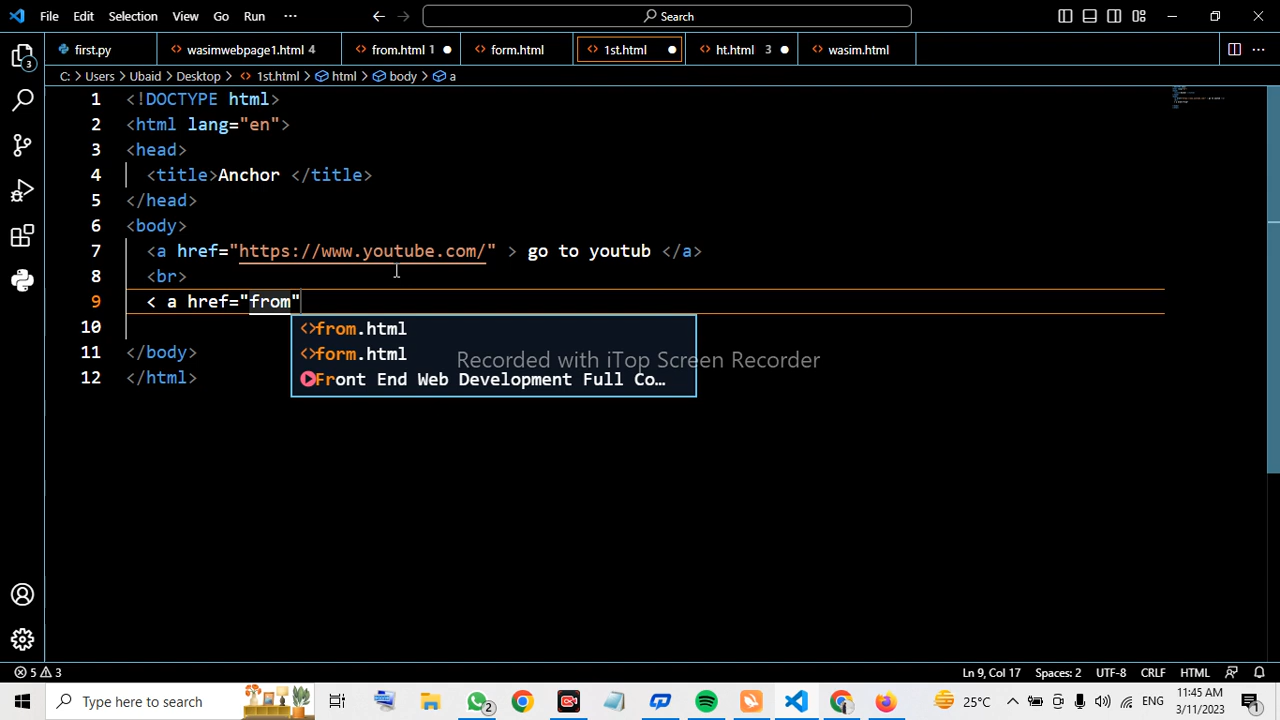 File Edit Selection View Go Run ··· Search
first.py wasimwebpage1.html 4 from.html 1 form.html 1st.html ht.html 3 wasim.html
C: > Users > Ubaid > Desktop > 1st.html > html > body > a
1 <!DOCTYPE html>
2 <html lang="en">
3 <head>
4 <title>Anchor </title>
5 </head>
6 <body>
7 <a href="https://www.youtube.com/" > go to youtub </a>
8 <br>
9 < a href="from"
from.html
10
form.html
11 </body>
Recorded with iTop Screen Recorder
Front End Web Development Full Co…
12 </html>
3
5 3 Ln 9, Col 17 Spaces: 2 UTF-8 CRLF HTML
Type here to search 2 25°C ENG 11:45 AM
3/11/2023 1